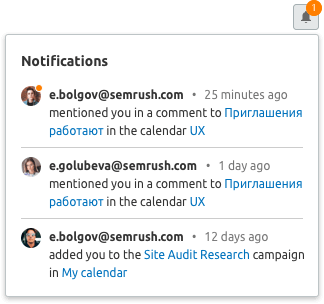 1
Notifications
e.bolgov@semrush.com • 25 minutes ago
mentioned you in a comment to Приглашения
работают in the calendar UX
e.golubeva@semrush.com • 1 day ago
mentioned you in a comment to Приглашения
работают in the calendar UX
e.bolgov@semrush.com • 12 days ago
added you to the Site Audit Research campaign
in My calendar